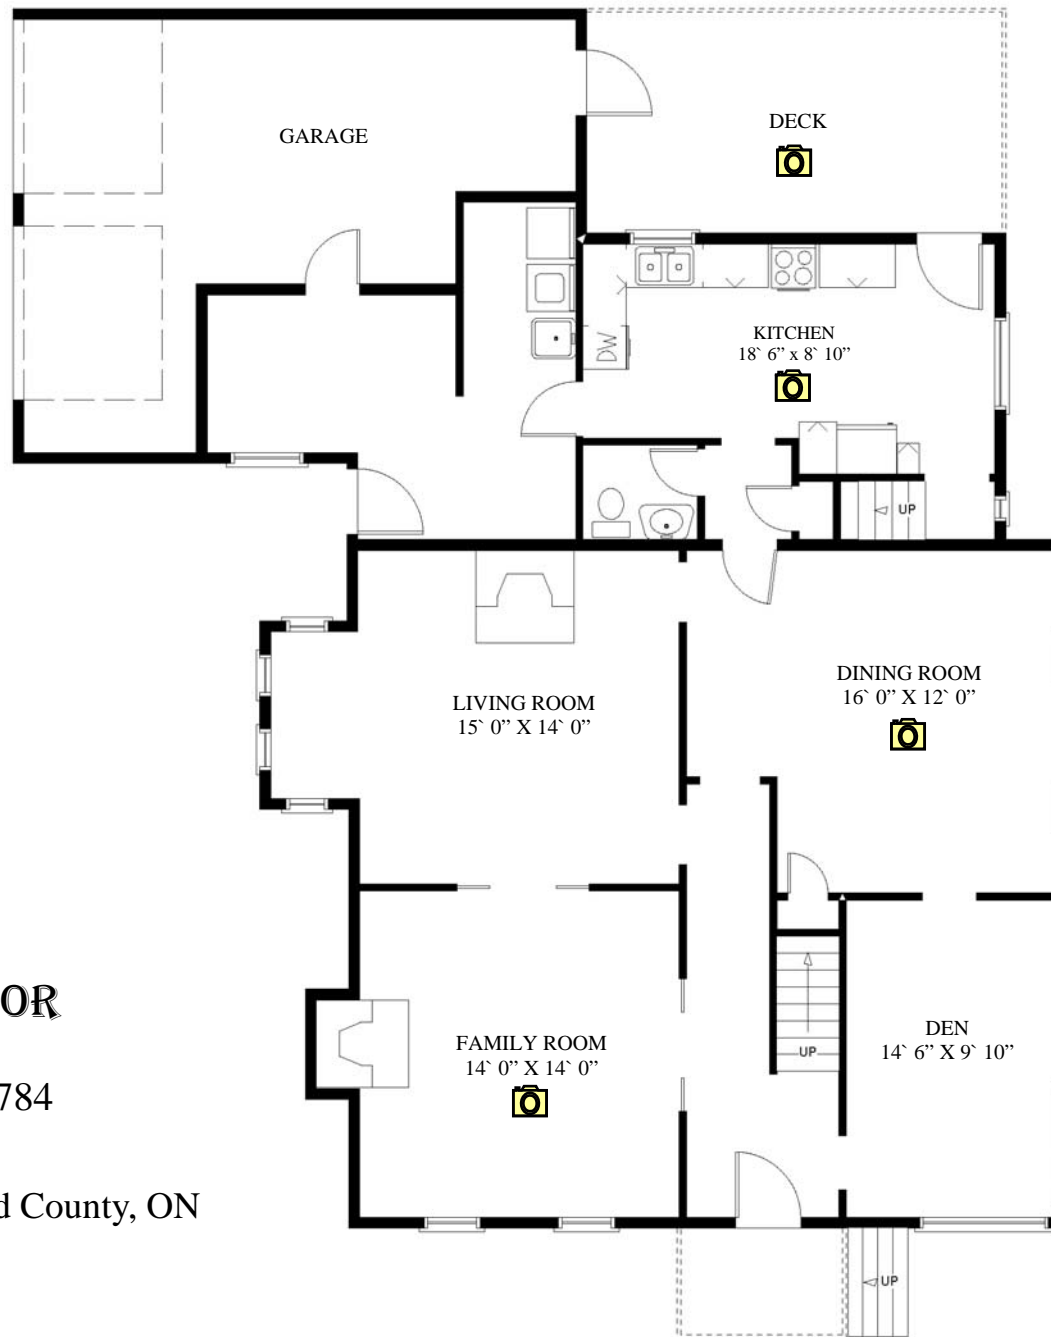 GARAGE
DECK
KITCHEN
18` 6” x 8` 10”
DW
UP
DINING ROOM
16` 0” X 12` 0”
LIVING ROOM
15` 0” X 14` 0”
FAMILY ROOM
14` 0” X 14` 0”
UP
DEN
14` 6” X 9` 10”
UP
OR
784
d County, ON